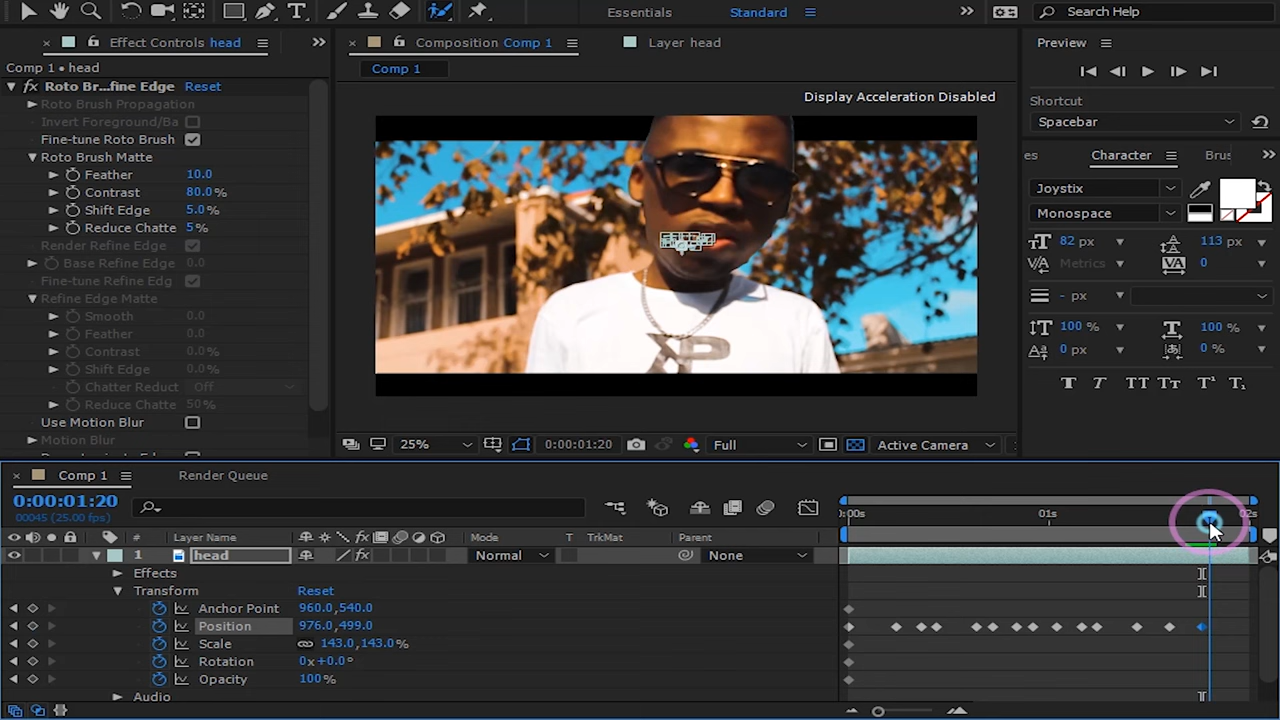 Essentials
Standard
Search Help
Effect Controls head
Composition Comp 1
Layer head
Preview
Comp 1 • head
Comp 1
Roto Br...fine Edge Reset
Display Acceleration Disabled
Roto Brush Propagation
Shortcut
Invert Foreground/Ba
Spacebar
Fine-tune Roto Brush
Roto Brush Matte
es Character Brus
Feather 10.0
Joystix
Contrast 80.0%
Monospace
Shift Edge 5.0%
Reduce Chatte 5%
82 px 113 px
Render Refine Edge
Base Refine Edge 0.0
Metrics 0
Fine-tune Refine Edg
Refine Edge Matte
- px
Smooth 0.0
100 % 100 %
Feather 0.0
0 px 0 %
Contrast 0.0%
Shift Edge 0.0%
Chatter Reduct Off
Reduce Chatte 50%
Use Motion Blur
Motion Blur
25% 0:00:01:20 Full Active Camera
Comp 1 Render Queue
0:00:01:20
00045 (25.00 fps)
0:00s 01s 02s
# Layer Name Mode T TrkMat Parent
1 head Normal None
Effects
Transform Reset
Anchor Point 960.0,540.0
Position 976.0,499.0
Scale 143.0,143.0%
Rotation 0x+0.0°
Opacity 100%
Audio